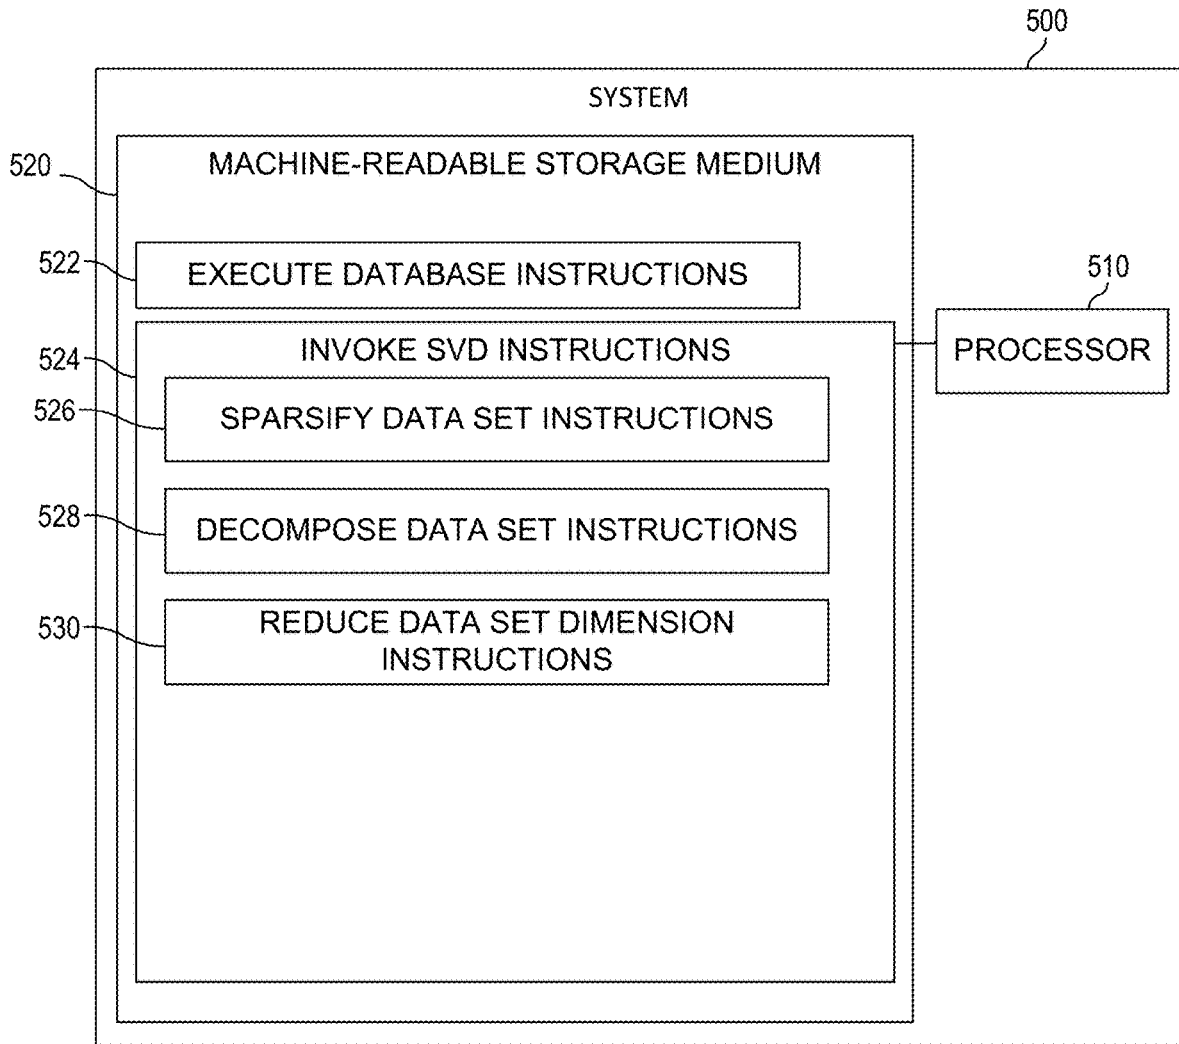 500
SYSTEM
520
MACHINE-READABLE STORAGE MEDIUM
522
EXECUTE DATABASE INSTRUCTIONS
510
PROCESSOR
524
INVOKE SVD INSTRUCTIONS
526
SPARSIFY DATA SET INSTRUCTIONS
528
DECOMPOSE DATA SET INSTRUCTIONS
530
REDUCE DATA SET DIMENSION
INSTRUCTIONS